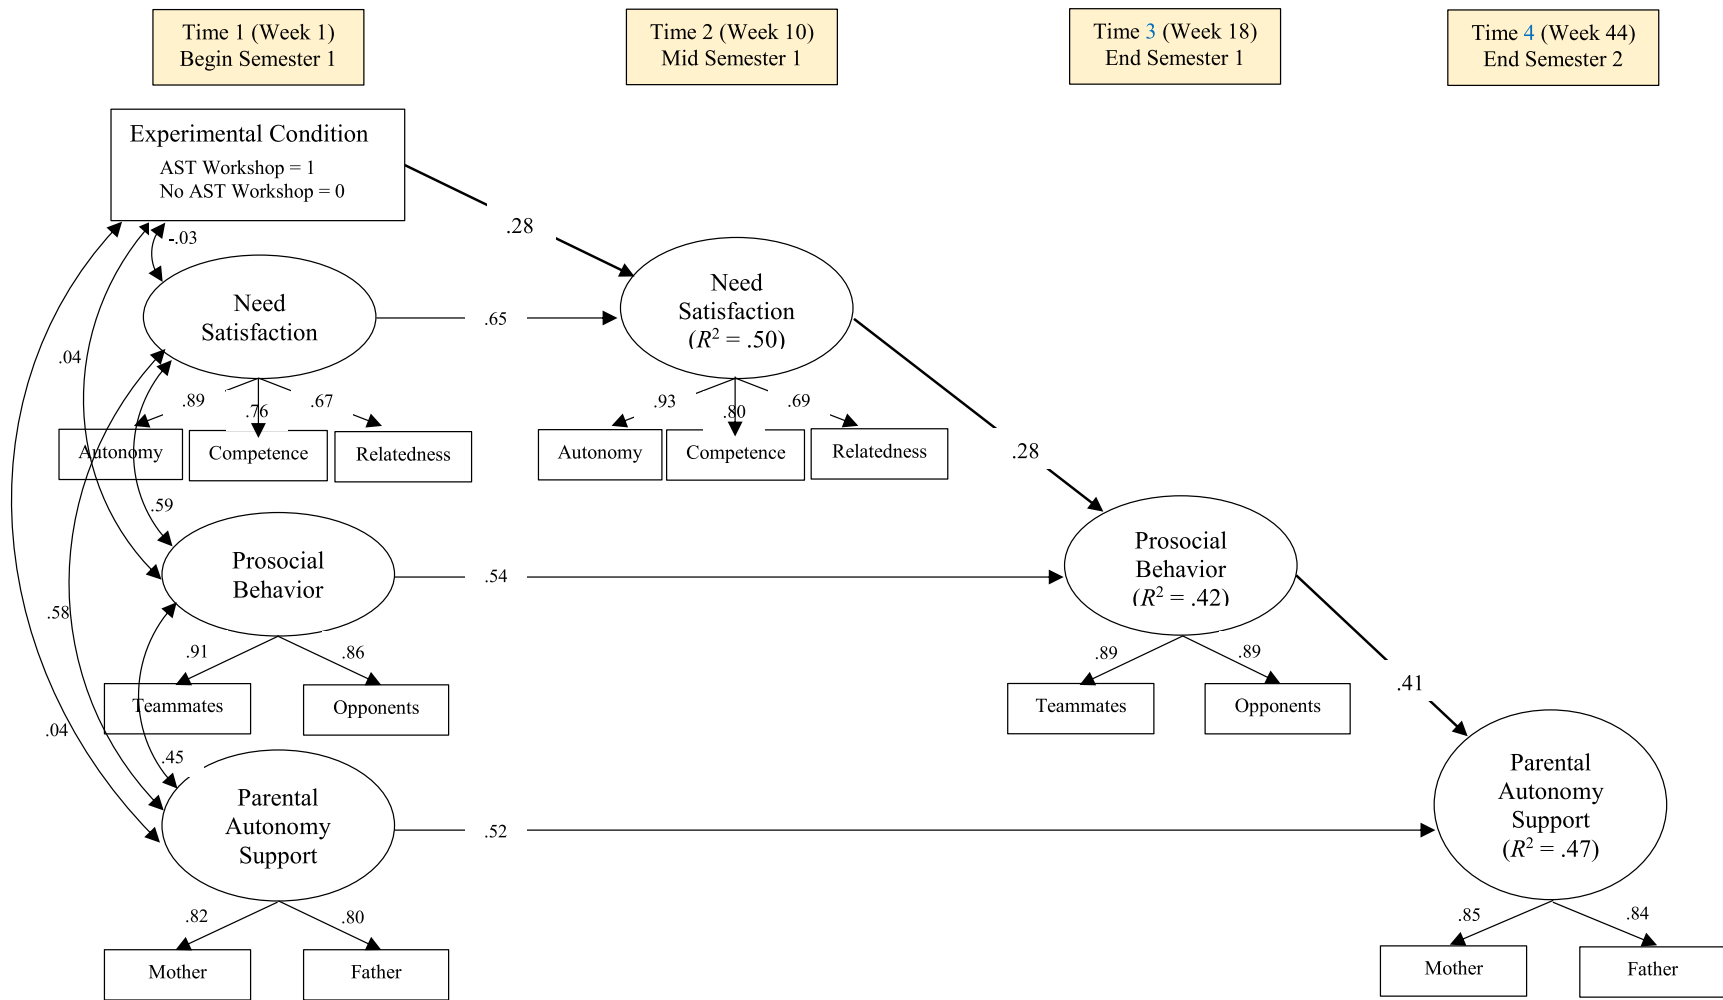 Time 1 (Week 1)
Begin Semester 1
Time 2 (Week 10)
Mid Semester 1
Time 3 (Week 18)
End Semester 1
Time 4 (Week 44)
End Semester 2
Experimental Condition
AST Workshop = 1
No AST Workshop = 0
-.03
.28
Need
Satisfaction
.65
Need
Satisfaction
(R² = .50)
.04
.89
.76
.67
.93
.80
.69
Autonomy
Competence
Relatedness
Autonomy
Competence
Relatedness
.28
.59
Prosocial
Behavior
.54
Prosocial
Behavior
(R² = .42)
.58
.91
.86
.89
.89
Teammates
Opponents
Teammates
Opponents
.41
.04
.45
Parental
Autonomy
Support
.52
Parental
Autonomy
Support
(R² = .47)
.82
.80
.85
.84
Mother
Father
Mother
Father